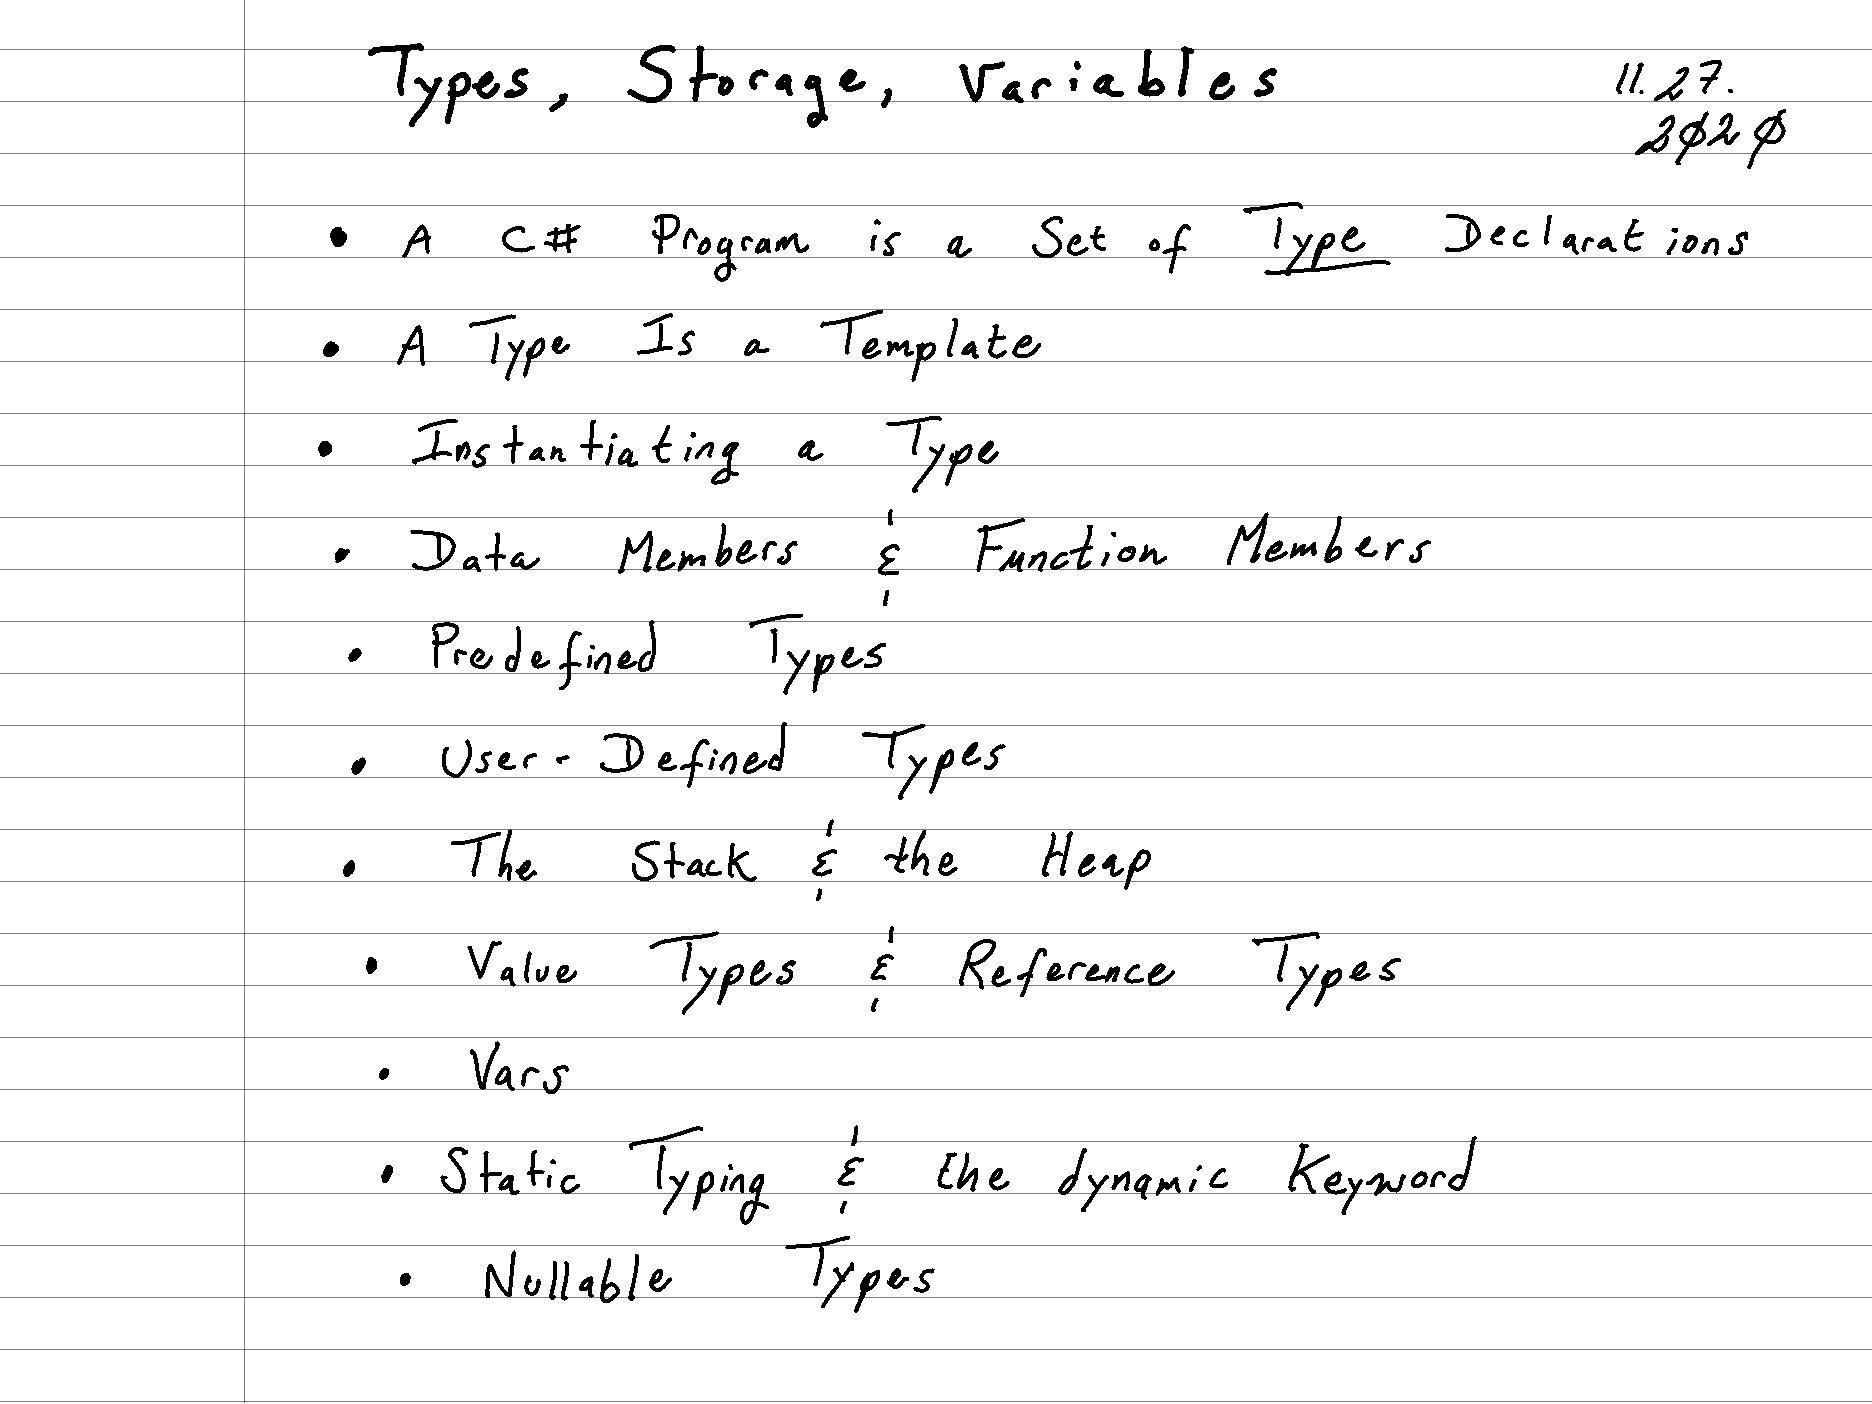 Types, Storage, Variables
11.27.
2020
• A C# Program is a Set of Type Declarations
• A Type Is a Template
• Instantiating a Type
• Data Members & Function Members
• Predefined Types
• User-Defined Types
• The Stack & the Heap
• Value Types & Reference Types
• Vars
• Static Typing & the dynamic Keyword
• Nullable Types